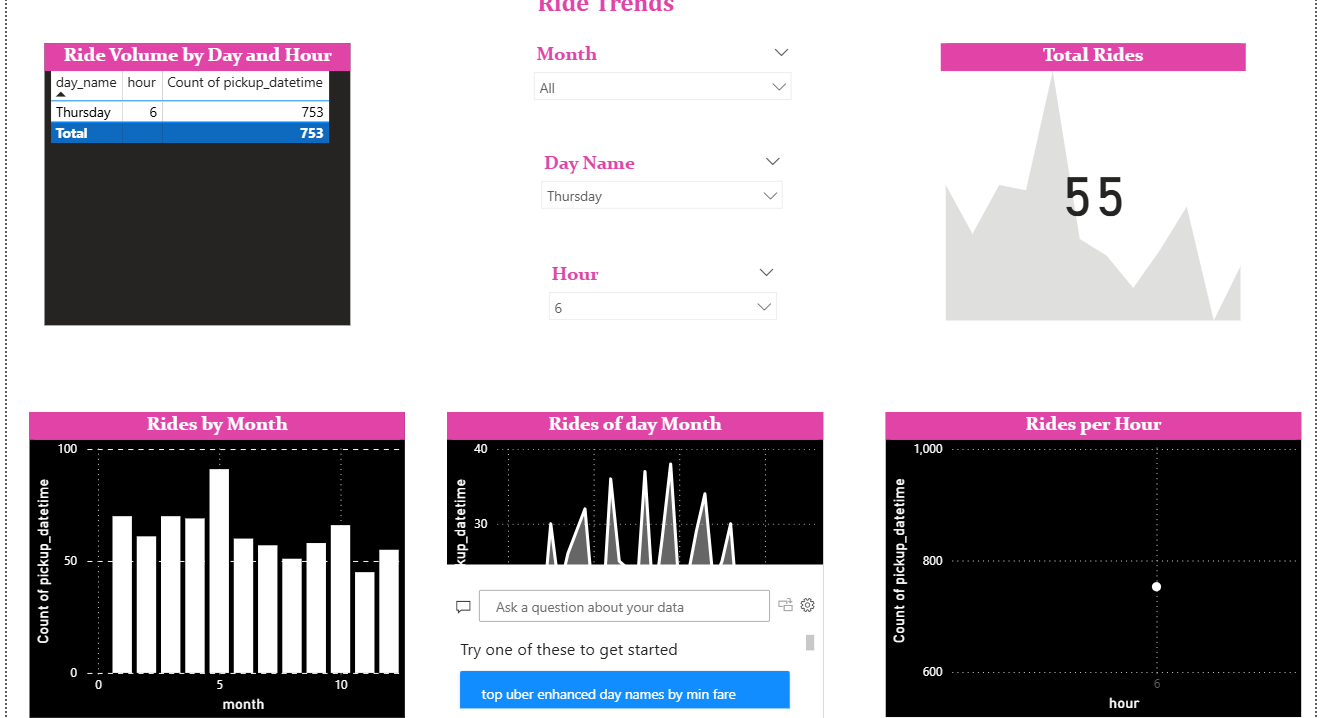 Ride Trends
Ride Volume by Day and Hour
day_name hour Count of pickup_datetime
Thursday 6 753
Total 753
Month
All
Day Name
Thursday
Hour
6
Total Rides
55
Rides by Month
Count of pickup_datetime
100
50
0
0 5 10
month
Rides of day Month
kup_datetime
40
30
Ask a question about your data
Try one of these to get started
top uber enhanced day names by min fare
Rides per Hour
Count of pickup_datetime
1,000
800
600
6
hour